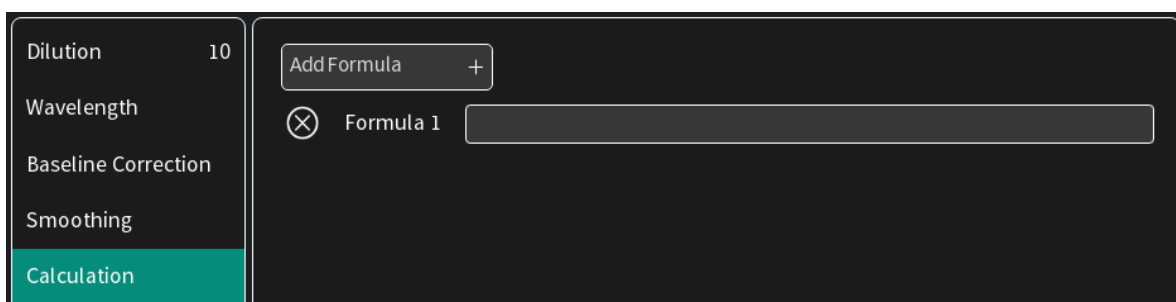 Dilution 10
Wavelength
Baseline Correction
Smoothing
Calculation
Add Formula +
Formula 1